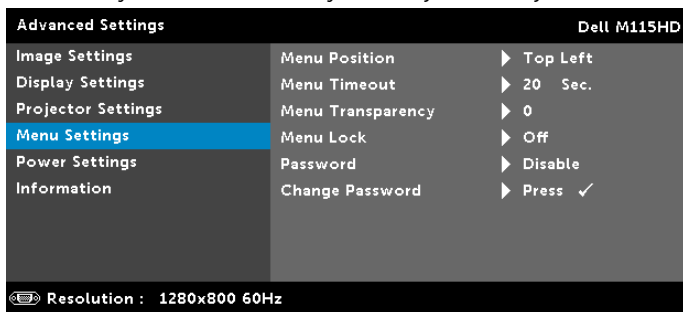 Advanced Settings Dell M115HD
Image Settings Menu Position Top Left
Display Settings Menu Timeout 20 Sec.
Projector Settings Menu Transparency 0
Menu Settings Menu Lock Off
Power Settings Password Disable
Information Change Password Press ✓
Resolution : 1280x800 60Hz